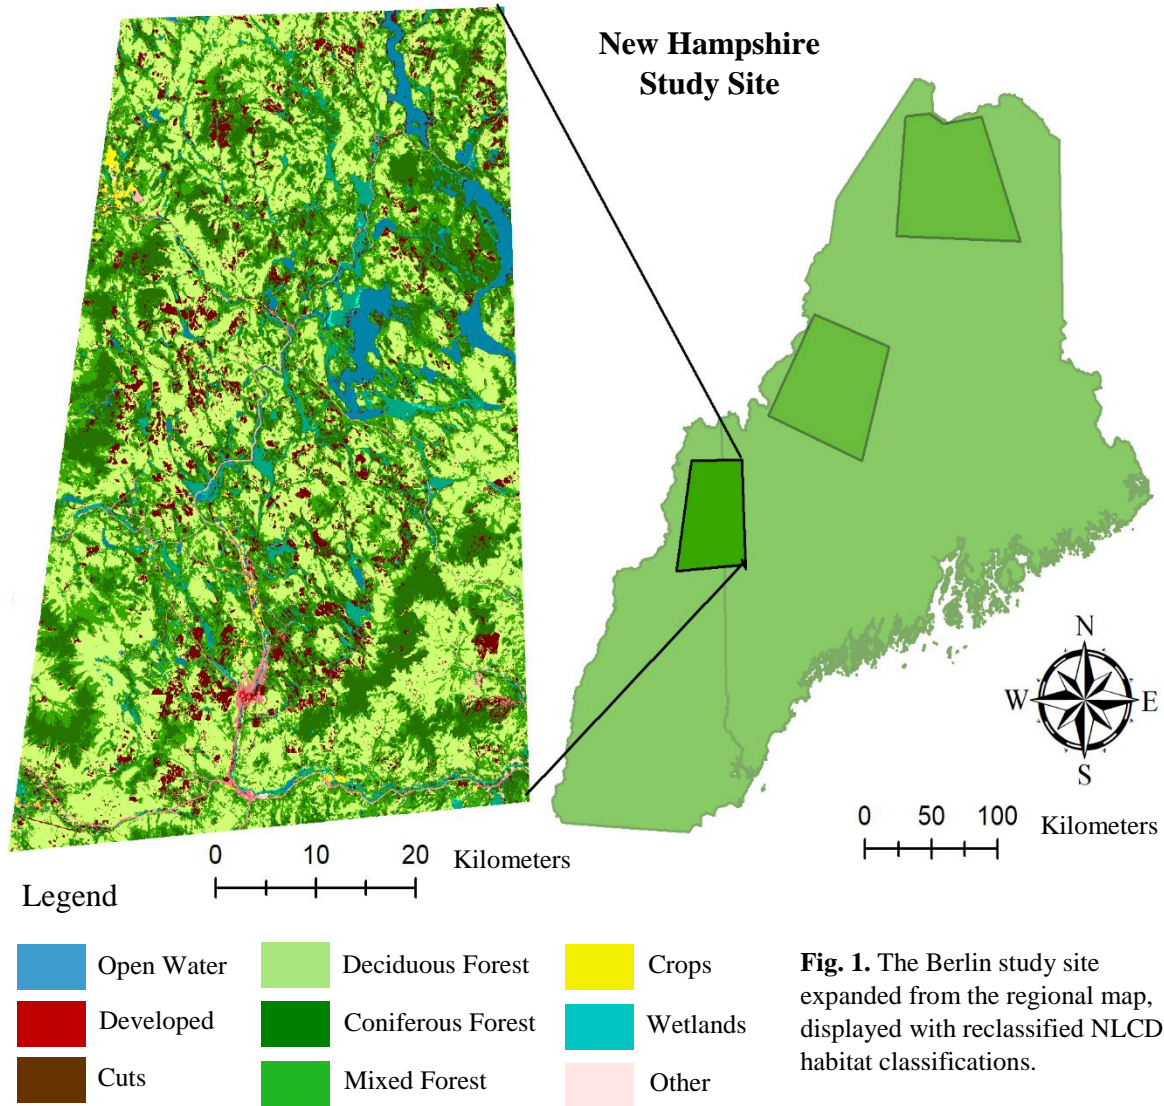 New Hampshire
Study Site
N
W
E
S
0 50 100 Kilometers
0 10 20 Kilometers
Legend
Open Water
Developed
Cuts
Deciduous Forest
Coniferous Forest
Mixed Forest
Crops
Wetlands
Other
Fig. 1. The Berlin study site
expanded from the regional map,
displayed with reclassified NLCD
habitat classifications.